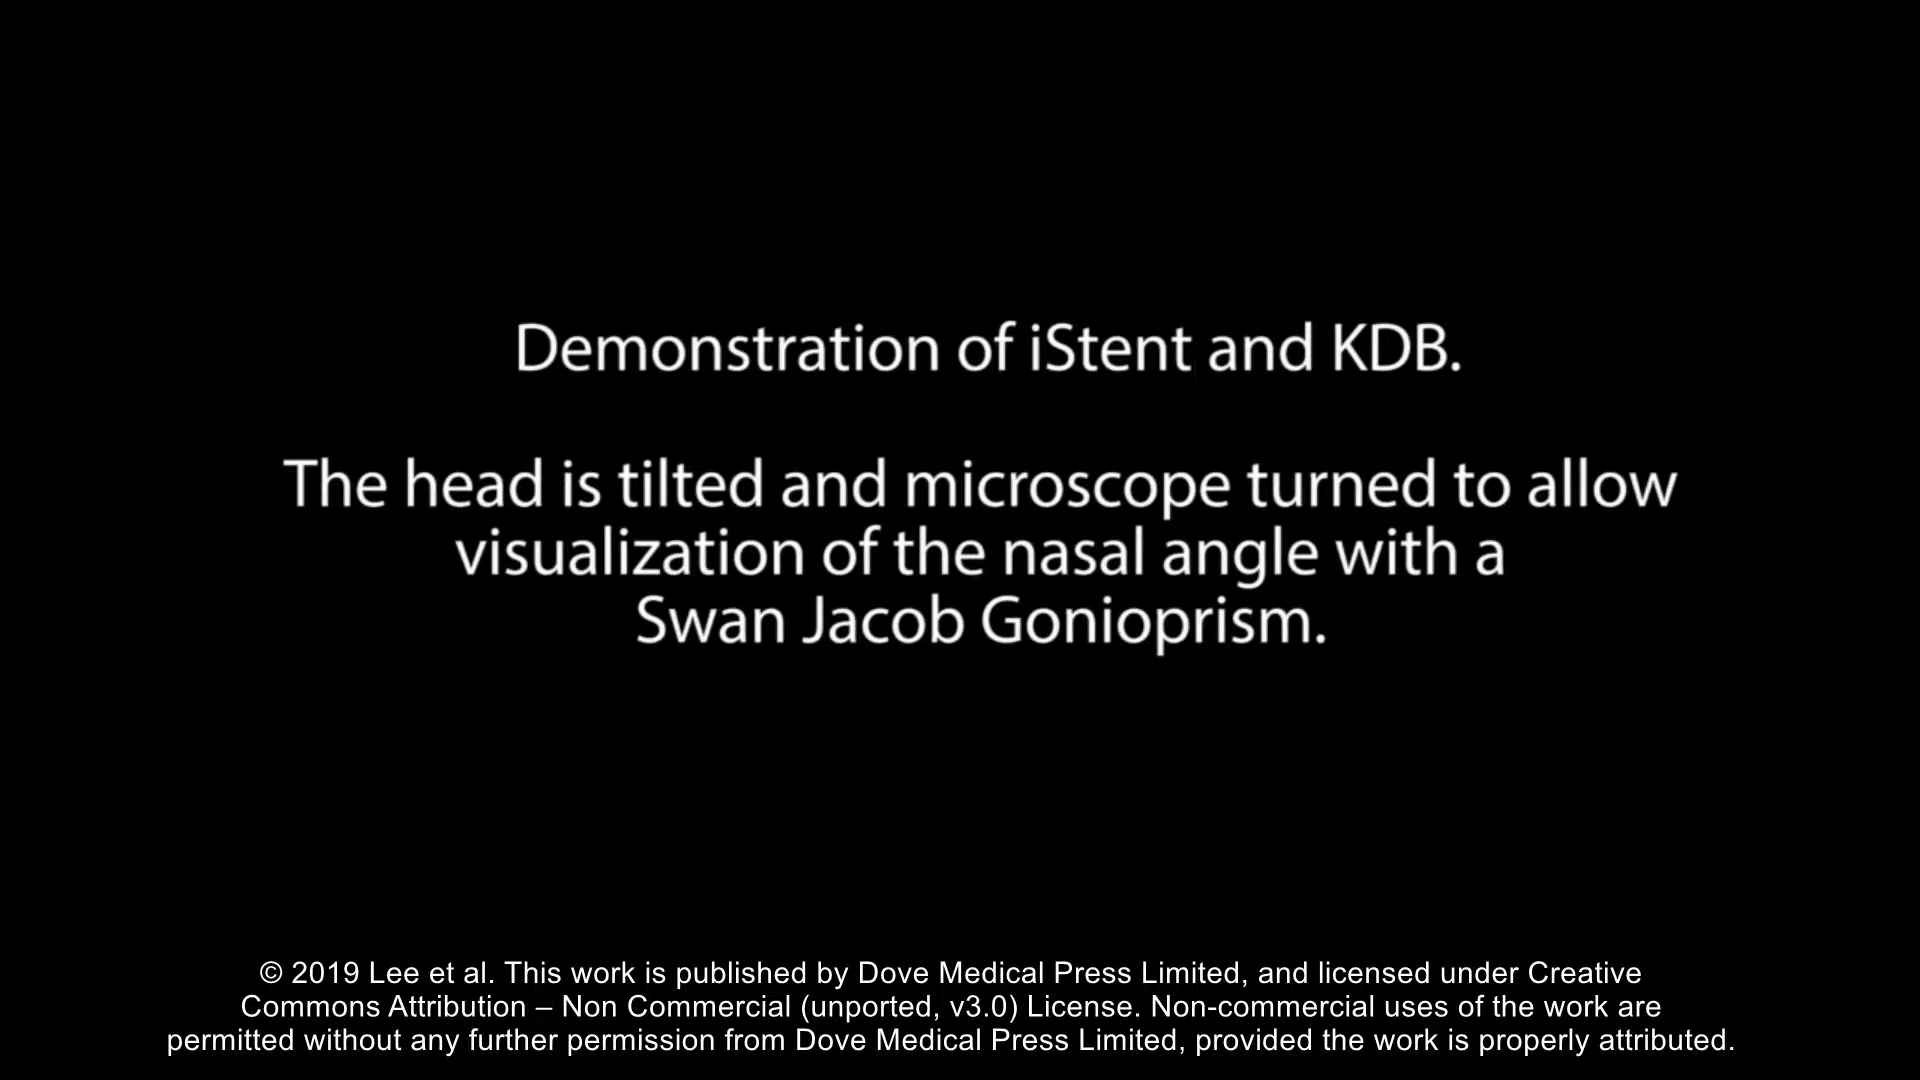 Demonstration of iStent and KDB.
The head is tilted and microscope turned to allow
visualization of the nasal angle with a
Swan Jacob Gonioprism.
© 2019 Lee et al. This work is published by Dove Medical Press Limited, and licensed under Creative
Commons Attribution – Non Commercial (unported, v3.0) License. Non-commercial uses of the work are
permitted without any further permission from Dove Medical Press Limited, provided the work is properly attributed.